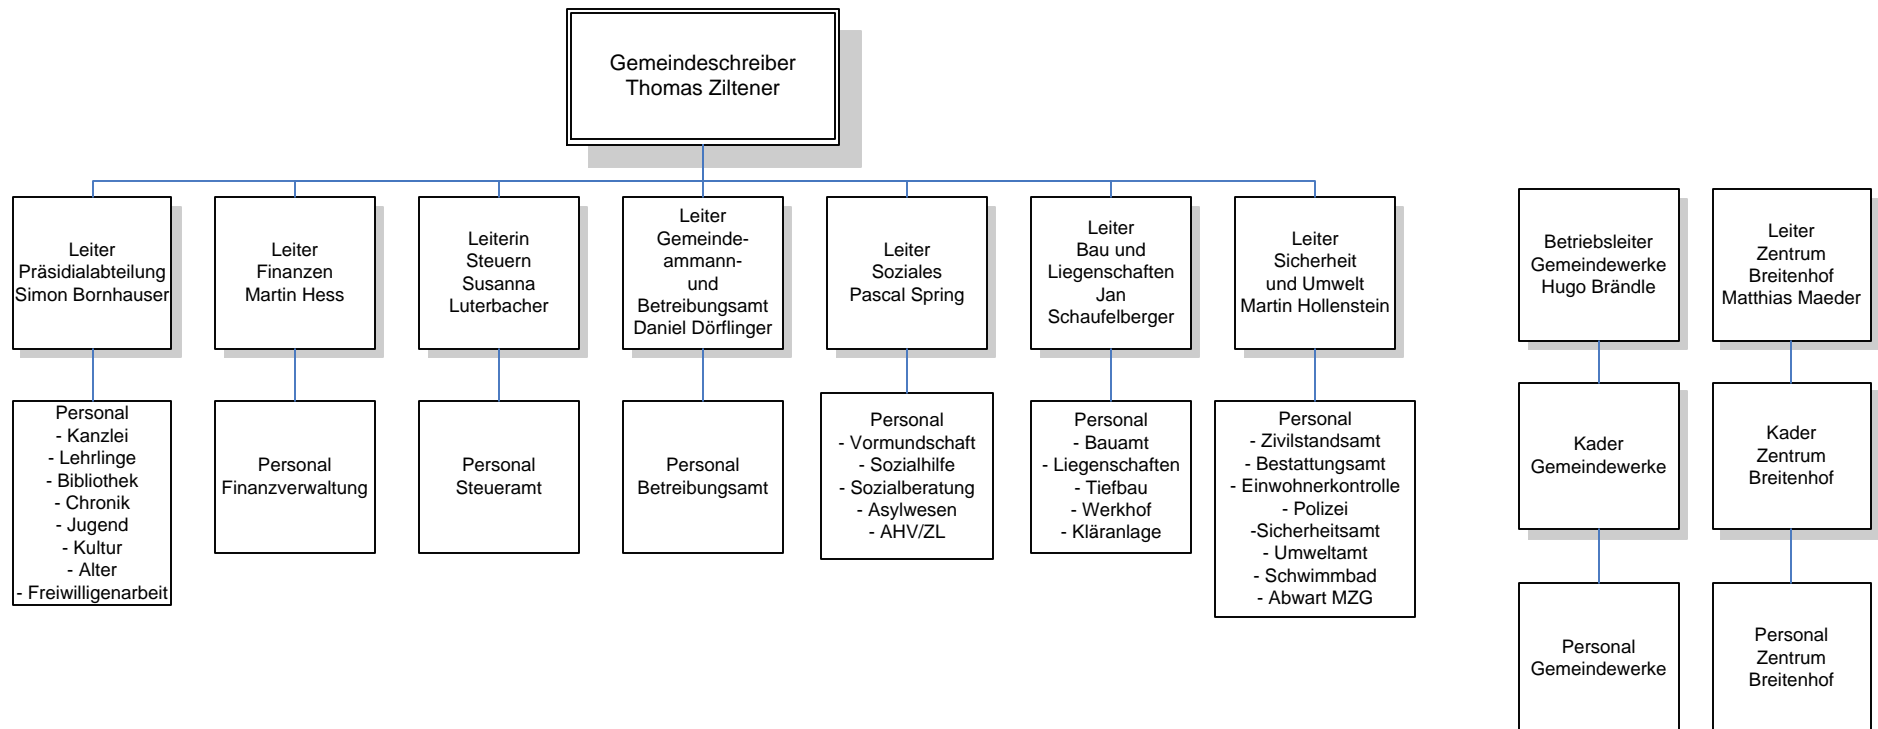 Gemeindeschreiber
Thomas Ziltener
Leiter
Präsidialabteilung
Simon Bornhauser
Leiter
Finanzen
Martin Hess
Leiterin
Steuern
Susanna
Luterbacher
Leiter
Gemeinde-
ammann-
und
Betreibungsamt
Daniel Dörflinger
Leiter
Soziales
Pascal Spring
Leiter
Bau und
Liegenschaften
Jan
Schaufelberger
Leiter
Sicherheit
und Umwelt
Martin Hollenstein
Betriebsleiter
Gemeindewerke
Hugo Brändle
Leiter
Zentrum
Breitenhof
Matthias Maeder
Personal
- Kanzlei
- Lehrlinge
- Bibliothek
- Chronik
- Jugend
- Kultur
- Alter
- Freiwilligenarbeit
Personal
Finanzverwaltung
Personal
Steueramt
Personal
Betreibungsamt
Personal
- Vormundschaft
- Sozialhilfe
- Sozialberatung
- Asylwesen
- AHV/ZL
Personal
- Bauamt
- Liegenschaften
- Tiefbau
- Werkhof
- Kläranlage
Personal
- Zivilstandsamt
- Bestattungsamt
- Einwohnerkontrolle
- Polizei
-Sicherheitsamt
- Umweltamt
- Schwimmbad
- Abwart MZG
Kader
Gemeindewerke
Kader
Zentrum
Breitenhof
Personal
Gemeindewerke
Personal
Zentrum
Breitenhof